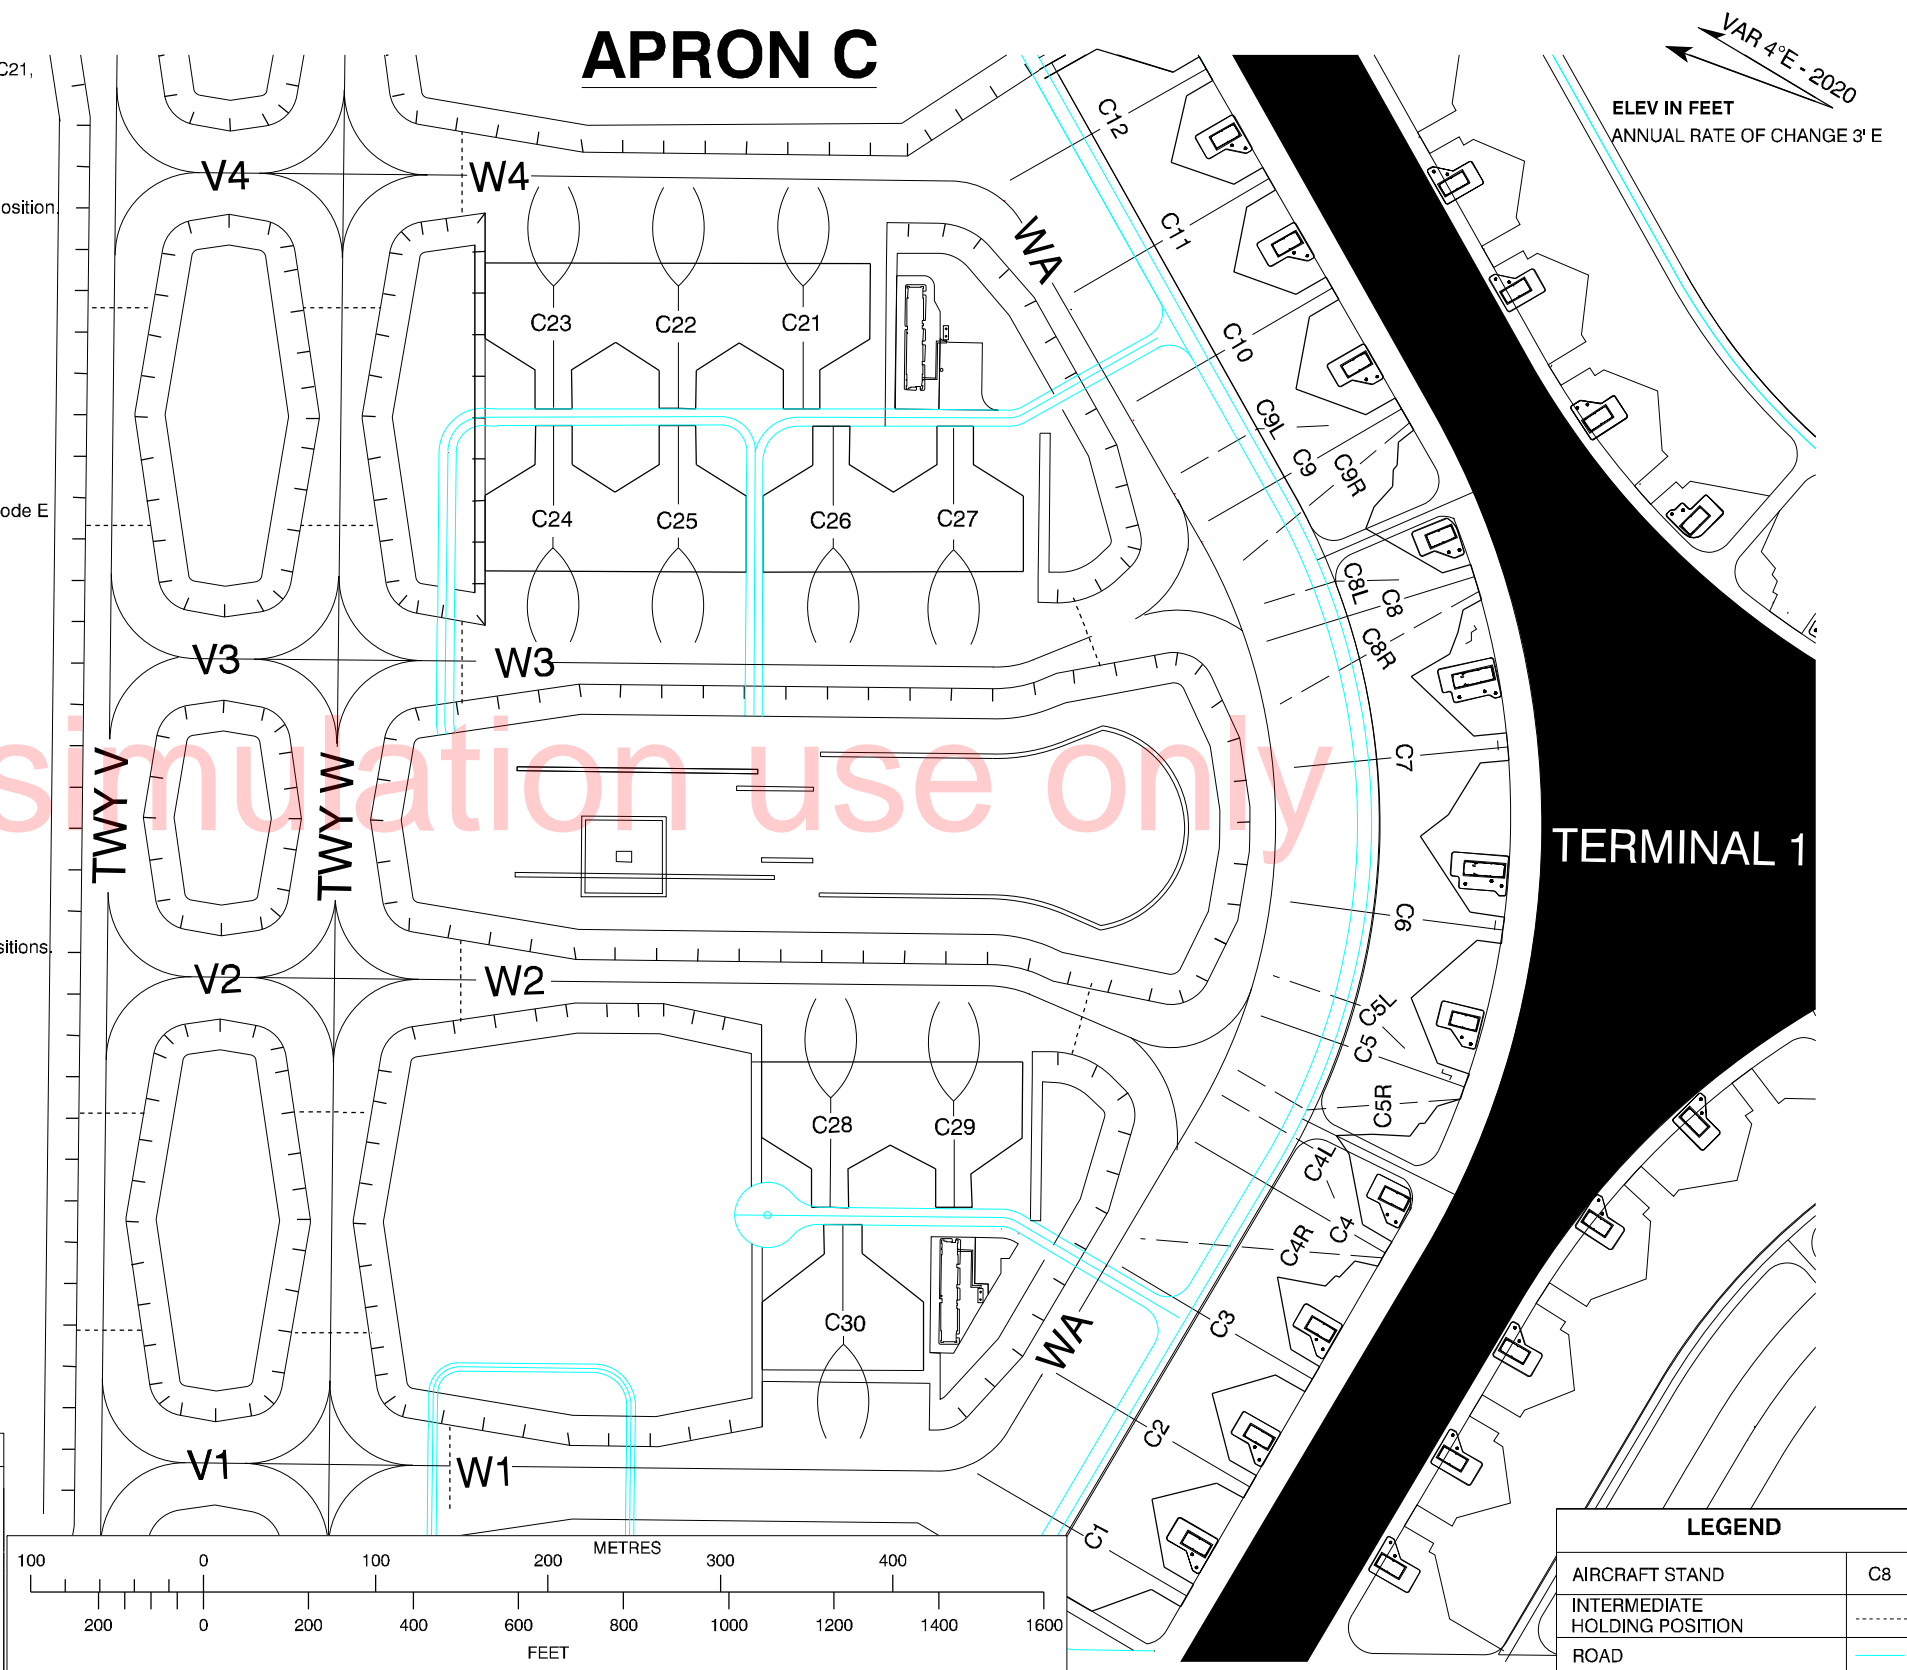 APRON C
VAR 4°E - 2020
ELEV IN FEET
ANNUAL RATE OF CHANGE 3' E
C21,
osition.
ode E
sitions.
V4
W4
WA
C12
C11
C10
C9L
C9
C9R
C8L
C8
C8R
C7
C6
C5L
C5
C5R
C4L
C4
C4R
C3
C2
C1
C23
C22
C21
C24
C25
C26
C27
V3
W3
simulation use only
TWY V
TWY W
TERMINAL 1
V2
W2
C28
C29
C30
WA
V1
W1
METRES
100 0 100 200 300 400
200 0 200 400 600 800 1000 1200 1400 1600
FEET
LEGEND
AIRCRAFT STAND C8
INTERMEDIATE
HOLDING POSITION
ROAD